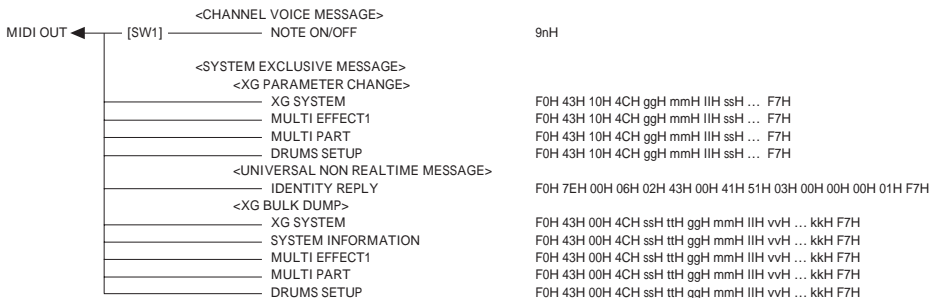 <CHANNEL VOICE MESSAGE>
MIDI OUT [SW1] NOTE ON/OFF 9nH
<SYSTEM EXCLUSIVE MESSAGE>
<XG PARAMETER CHANGE>
XG SYSTEM F0H 43H 10H 4CH ggH mmH llH ssH … F7H
MULTI EFFECT1 F0H 43H 10H 4CH ggH mmH llH ssH … F7H
MULTI PART F0H 43H 10H 4CH ggH mmH llH ssH … F7H
DRUMS SETUP F0H 43H 10H 4CH ggH mmH llH ssH … F7H
<UNIVERSAL NON REALTIME MESSAGE>
IDENTITY REPLY F0H 7EH 00H 06H 02H 43H 00H 41H 51H 03H 00H 00H 00H 01H F7H
<XG BULK DUMP>
XG SYSTEM F0H 43H 00H 4CH ssH ttH ggH mmH llH vvH … kkH F7H
SYSTEM INFORMATION F0H 43H 00H 4CH ssH ttH ggH mmH llH vvH … kkH F7H
MULTI EFFECT1 F0H 43H 00H 4CH ssH ttH ggH mmH llH vvH … kkH F7H
MULTI PART F0H 43H 00H 4CH ssH ttH ggH mmH llH vvH … kkH F7H
DRUMS SETUP F0H 43H 00H 4CH ssH ttH ggH mmH llH vvH … kkH F7H